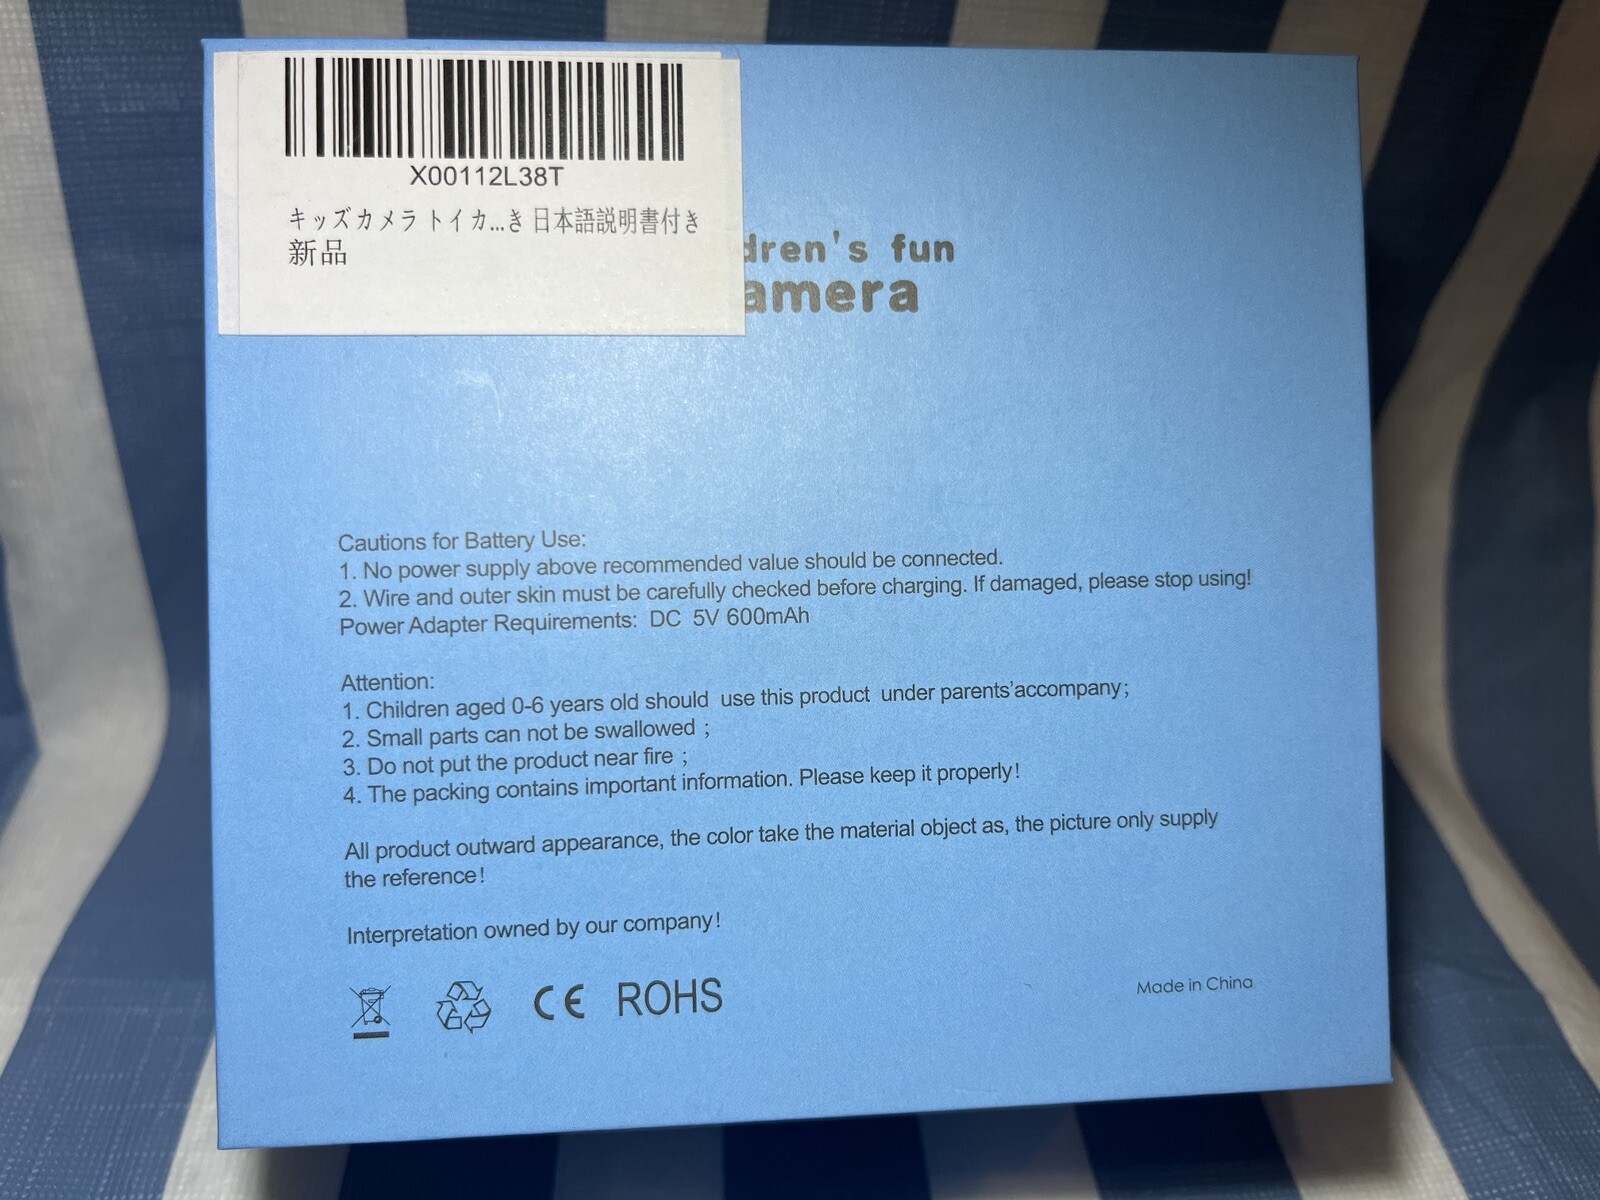 X00112L38T
キッズカメラ トイカ...き 日本語説明書付き
新品
dren's fun
amera
Cautions for Battery Use:
1. No power supply above recommended value should be connected.
2. Wire and outer skin must be carefully checked before charging. If damaged, please stop using!
Power Adapter Requirements: DC 5V 600mAh
Attention:
1. Children aged 0-6 years old should use this product under parents'accompany;
2. Small parts can not be swallowed ;
3. Do not put the product near fire ;
4. The packing contains important information. Please keep it properly!
All product outward appearance, the color take the material object as, the picture only supply
the reference!
Interpretation owned by our company!
CE ROHS
Made in China